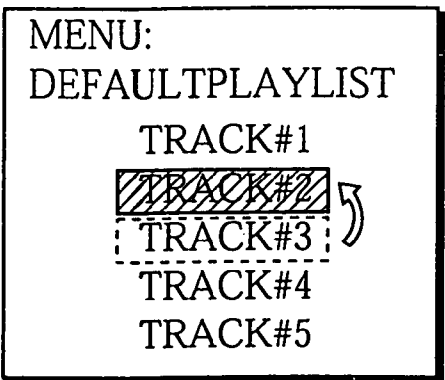 MENU:
DEFAULTPLAYLIST
TRACK#1
TRACK#2
TRACK#3
TRACK#4
TRACK#5